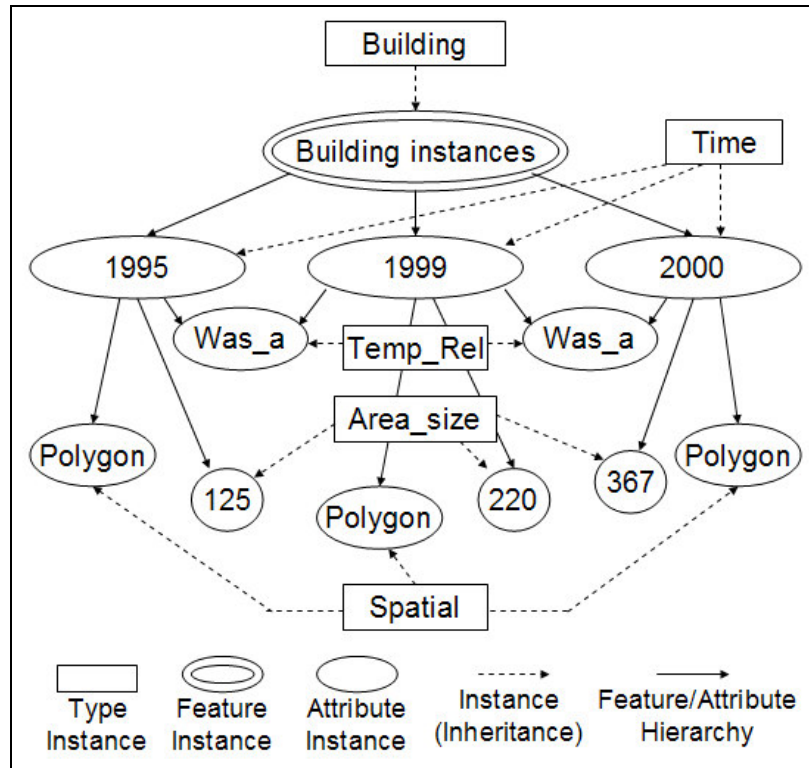 Building
Building instances
Time
1995
1999
2000
Was_a
Temp_Rel
Was_a
Area_size
Polygon
125
Polygon
220
367
Polygon
Spatial
Type
Instance
Feature
Instance
Attribute
Instance
Instance
(Inheritance)
Feature/Attribute
Hierarchy